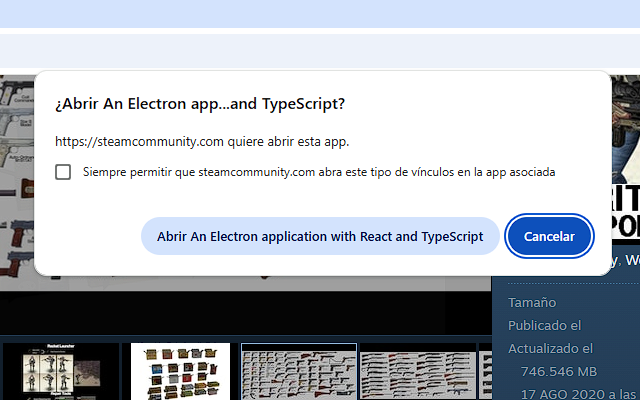 ¿Abrir An Electron app...and TypeScript?
https://steamcommunity.com quiere abrir esta app.
Siempre permitir que steamcommunity.com abra este tipo de vínculos en la app asociada
Abrir An Electron application with React and TypeScript
Cancelar
Tamaño
Publicado el
Actualizado el
746.546 MB
17 AGO 2020 a las
Rocket Launcher